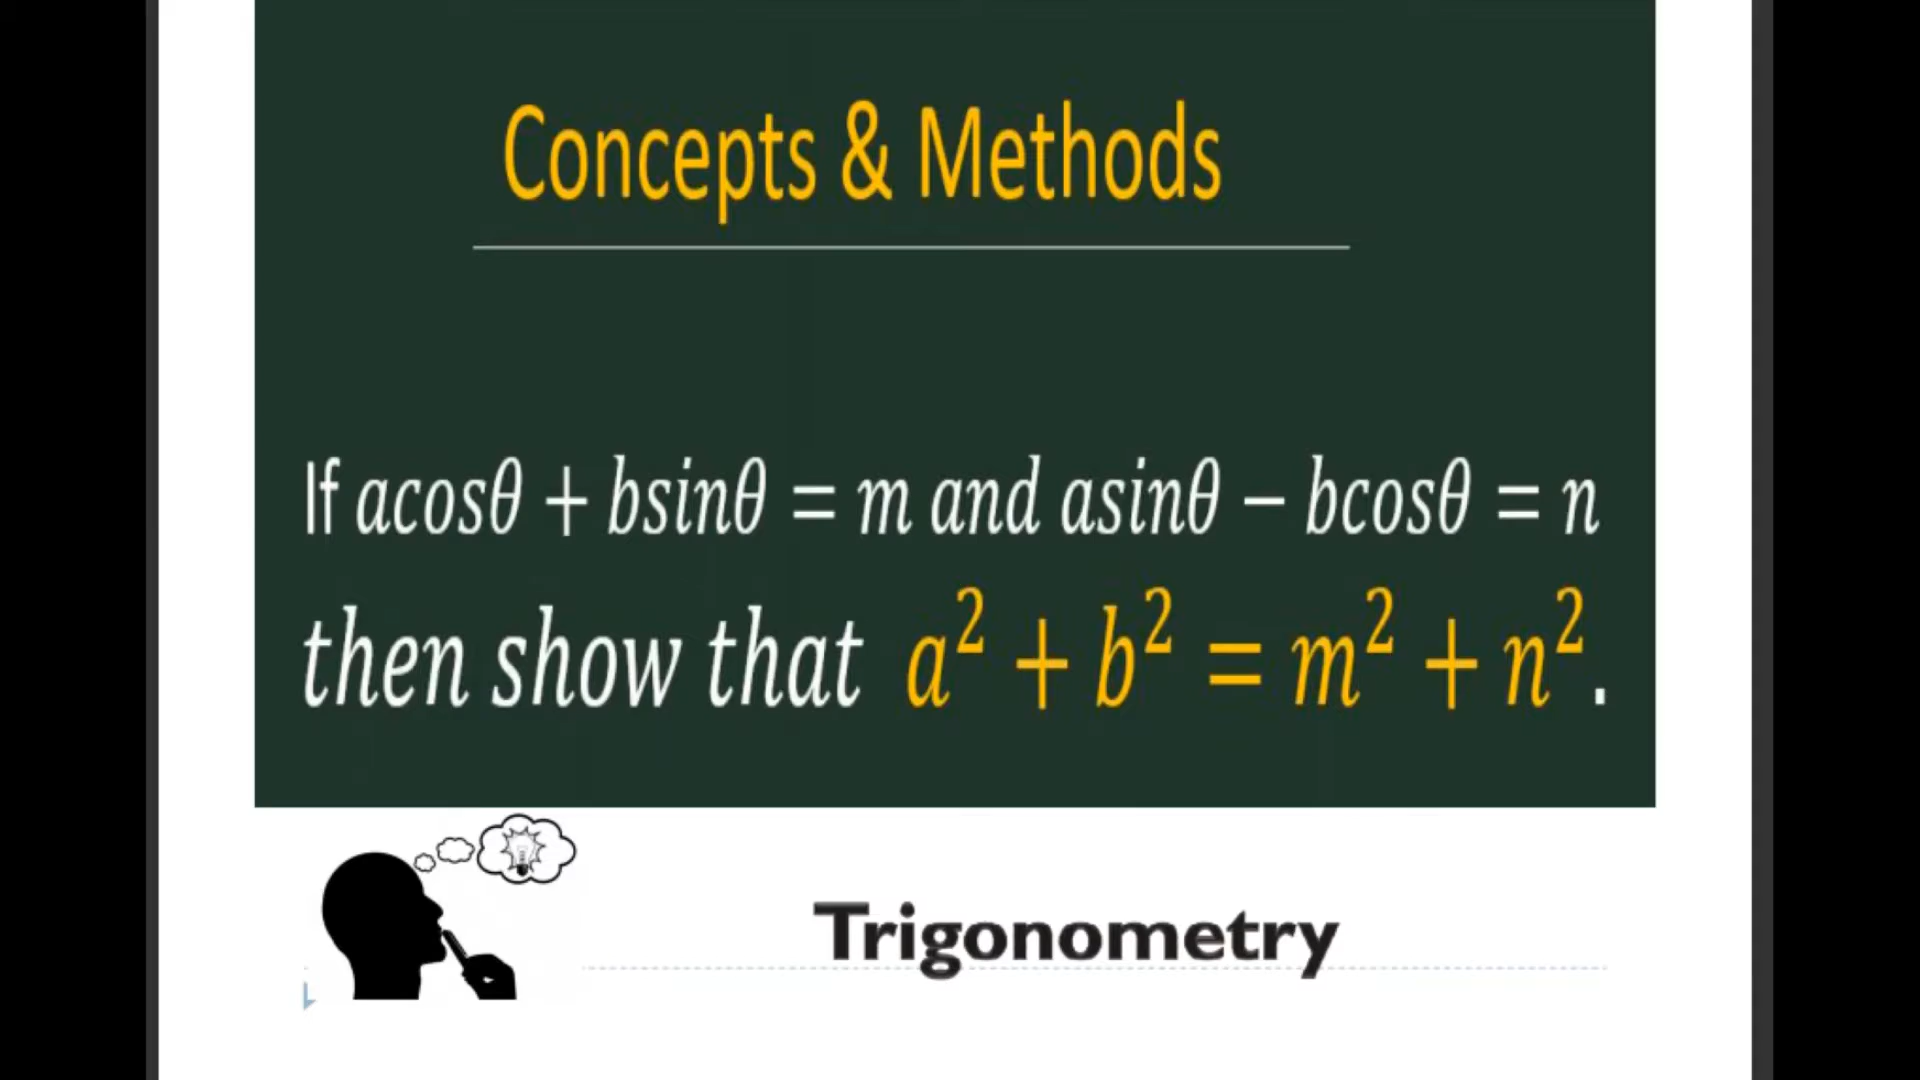 Concepts & Methods
If acosθ + bsinθ = m and asinθ − bcosθ = n
then show that a² + b² = m² + n².
Trigonometry